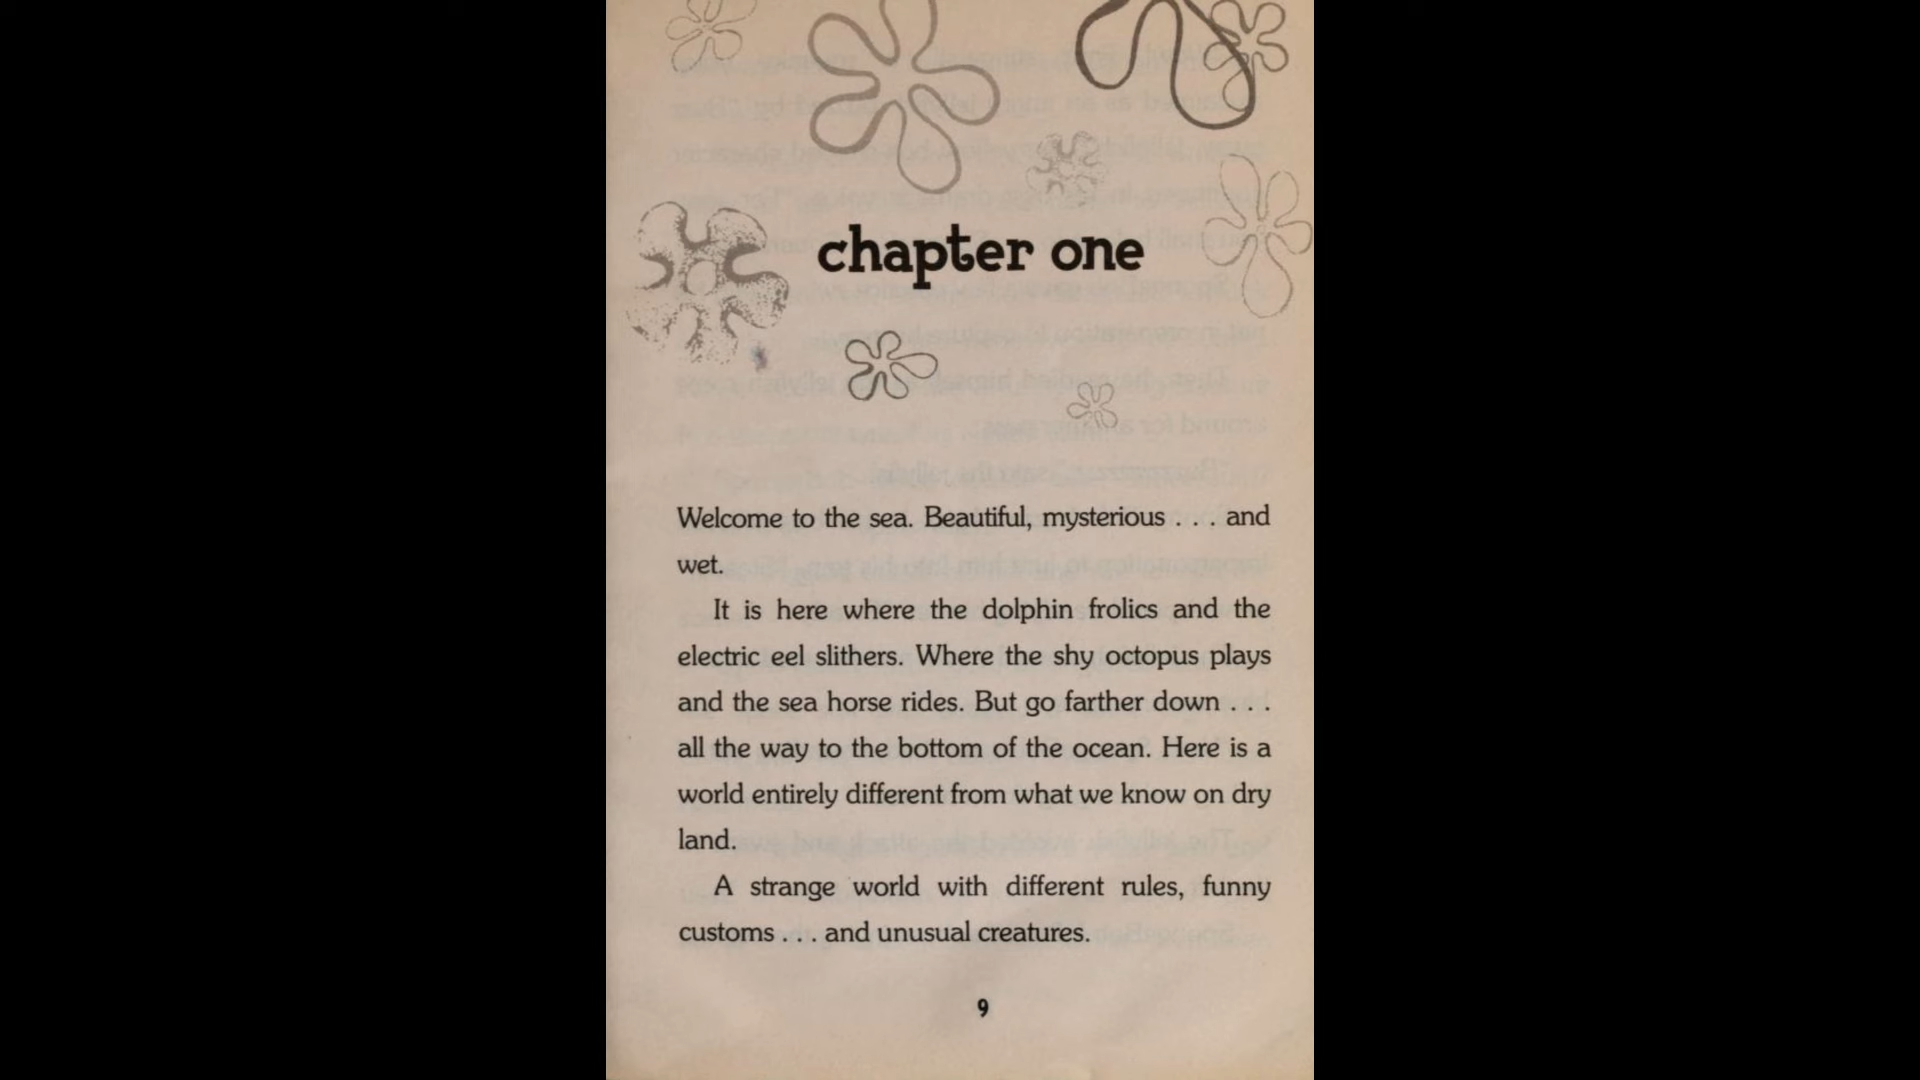 chapter one
Welcome to the sea. Beautiful, mysterious . . . and
wet.
It is here where the dolphin frolics and the
electric eel slithers. Where the shy octopus plays
and the sea horse rides. But go farther down . . .
all the way to the bottom of the ocean. Here is a
world entirely different from what we know on dry
land.
A strange world with different rules, funny
customs . . . and unusual creatures.
9